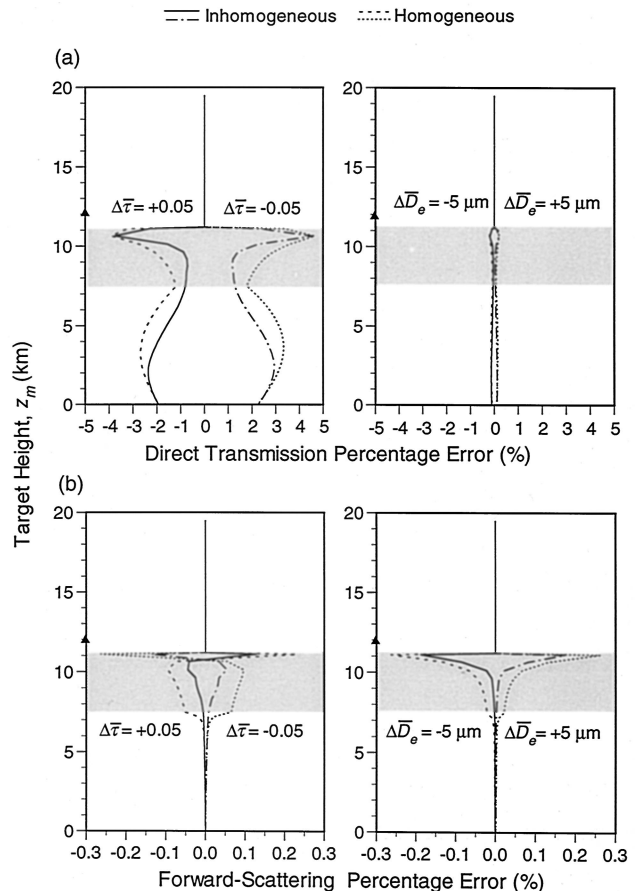 Inhomogeneous Homogeneous
(a)
20
15
10
5
0
Δτ̅ = +0.05 Δτ̅ = -0.05
-5 -4 -3 -2 -1 0 1 2 3 4 5
20
15
10
5
0
ΔD̅e = -5 μm ΔD̅e = +5 μm
-5 -4 -3 -2 -1 0 1 2 3 4 5
Direct Transmission Percentage Error (%)
Target Height, zm (km)
(b)
20
15
10
5
0
Δτ̅ = +0.05 Δτ̅ = -0.05
-0.3 -0.2 -0.1 0.0 0.1 0.2 0.3
20
15
10
5
0
ΔD̅e = -5 μm ΔD̅e = +5 μm
-0.3 -0.2 -0.1 0.0 0.1 0.2 0.3
Forward-Scattering Percentage Error (%)